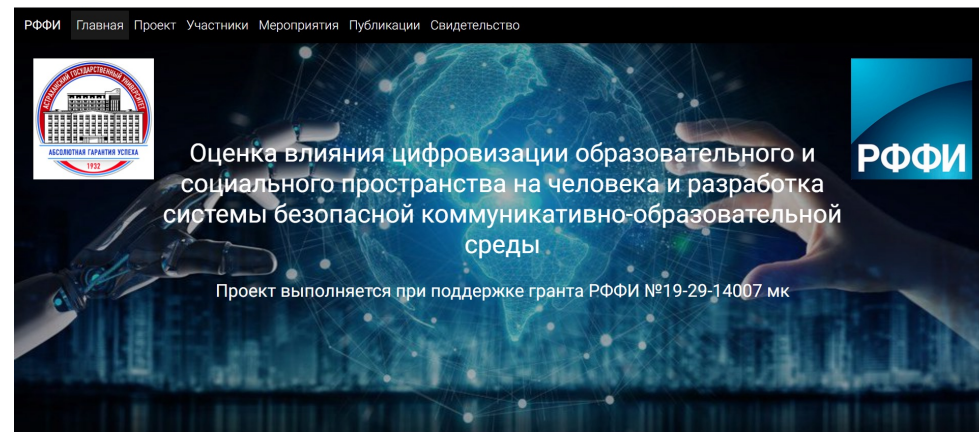 РФФИ Главная Проект Участники Мероприятия Публикации Свидетельство
АСТРАХАНСКИЙ ГОСУДАРСТВЕННЫЙ УНИВЕРСИТЕТ
АБСОЛЮТНАЯ ГАРАНТИЯ УСПЕХА
1932
РФФИ
Оценка влияния цифровизации образовательного и
социального пространства на человека и разработка
системы безопасной коммуникативно-образовательной
среды
Проект выполняется при поддержке гранта РФФИ №19-29-14007 мк